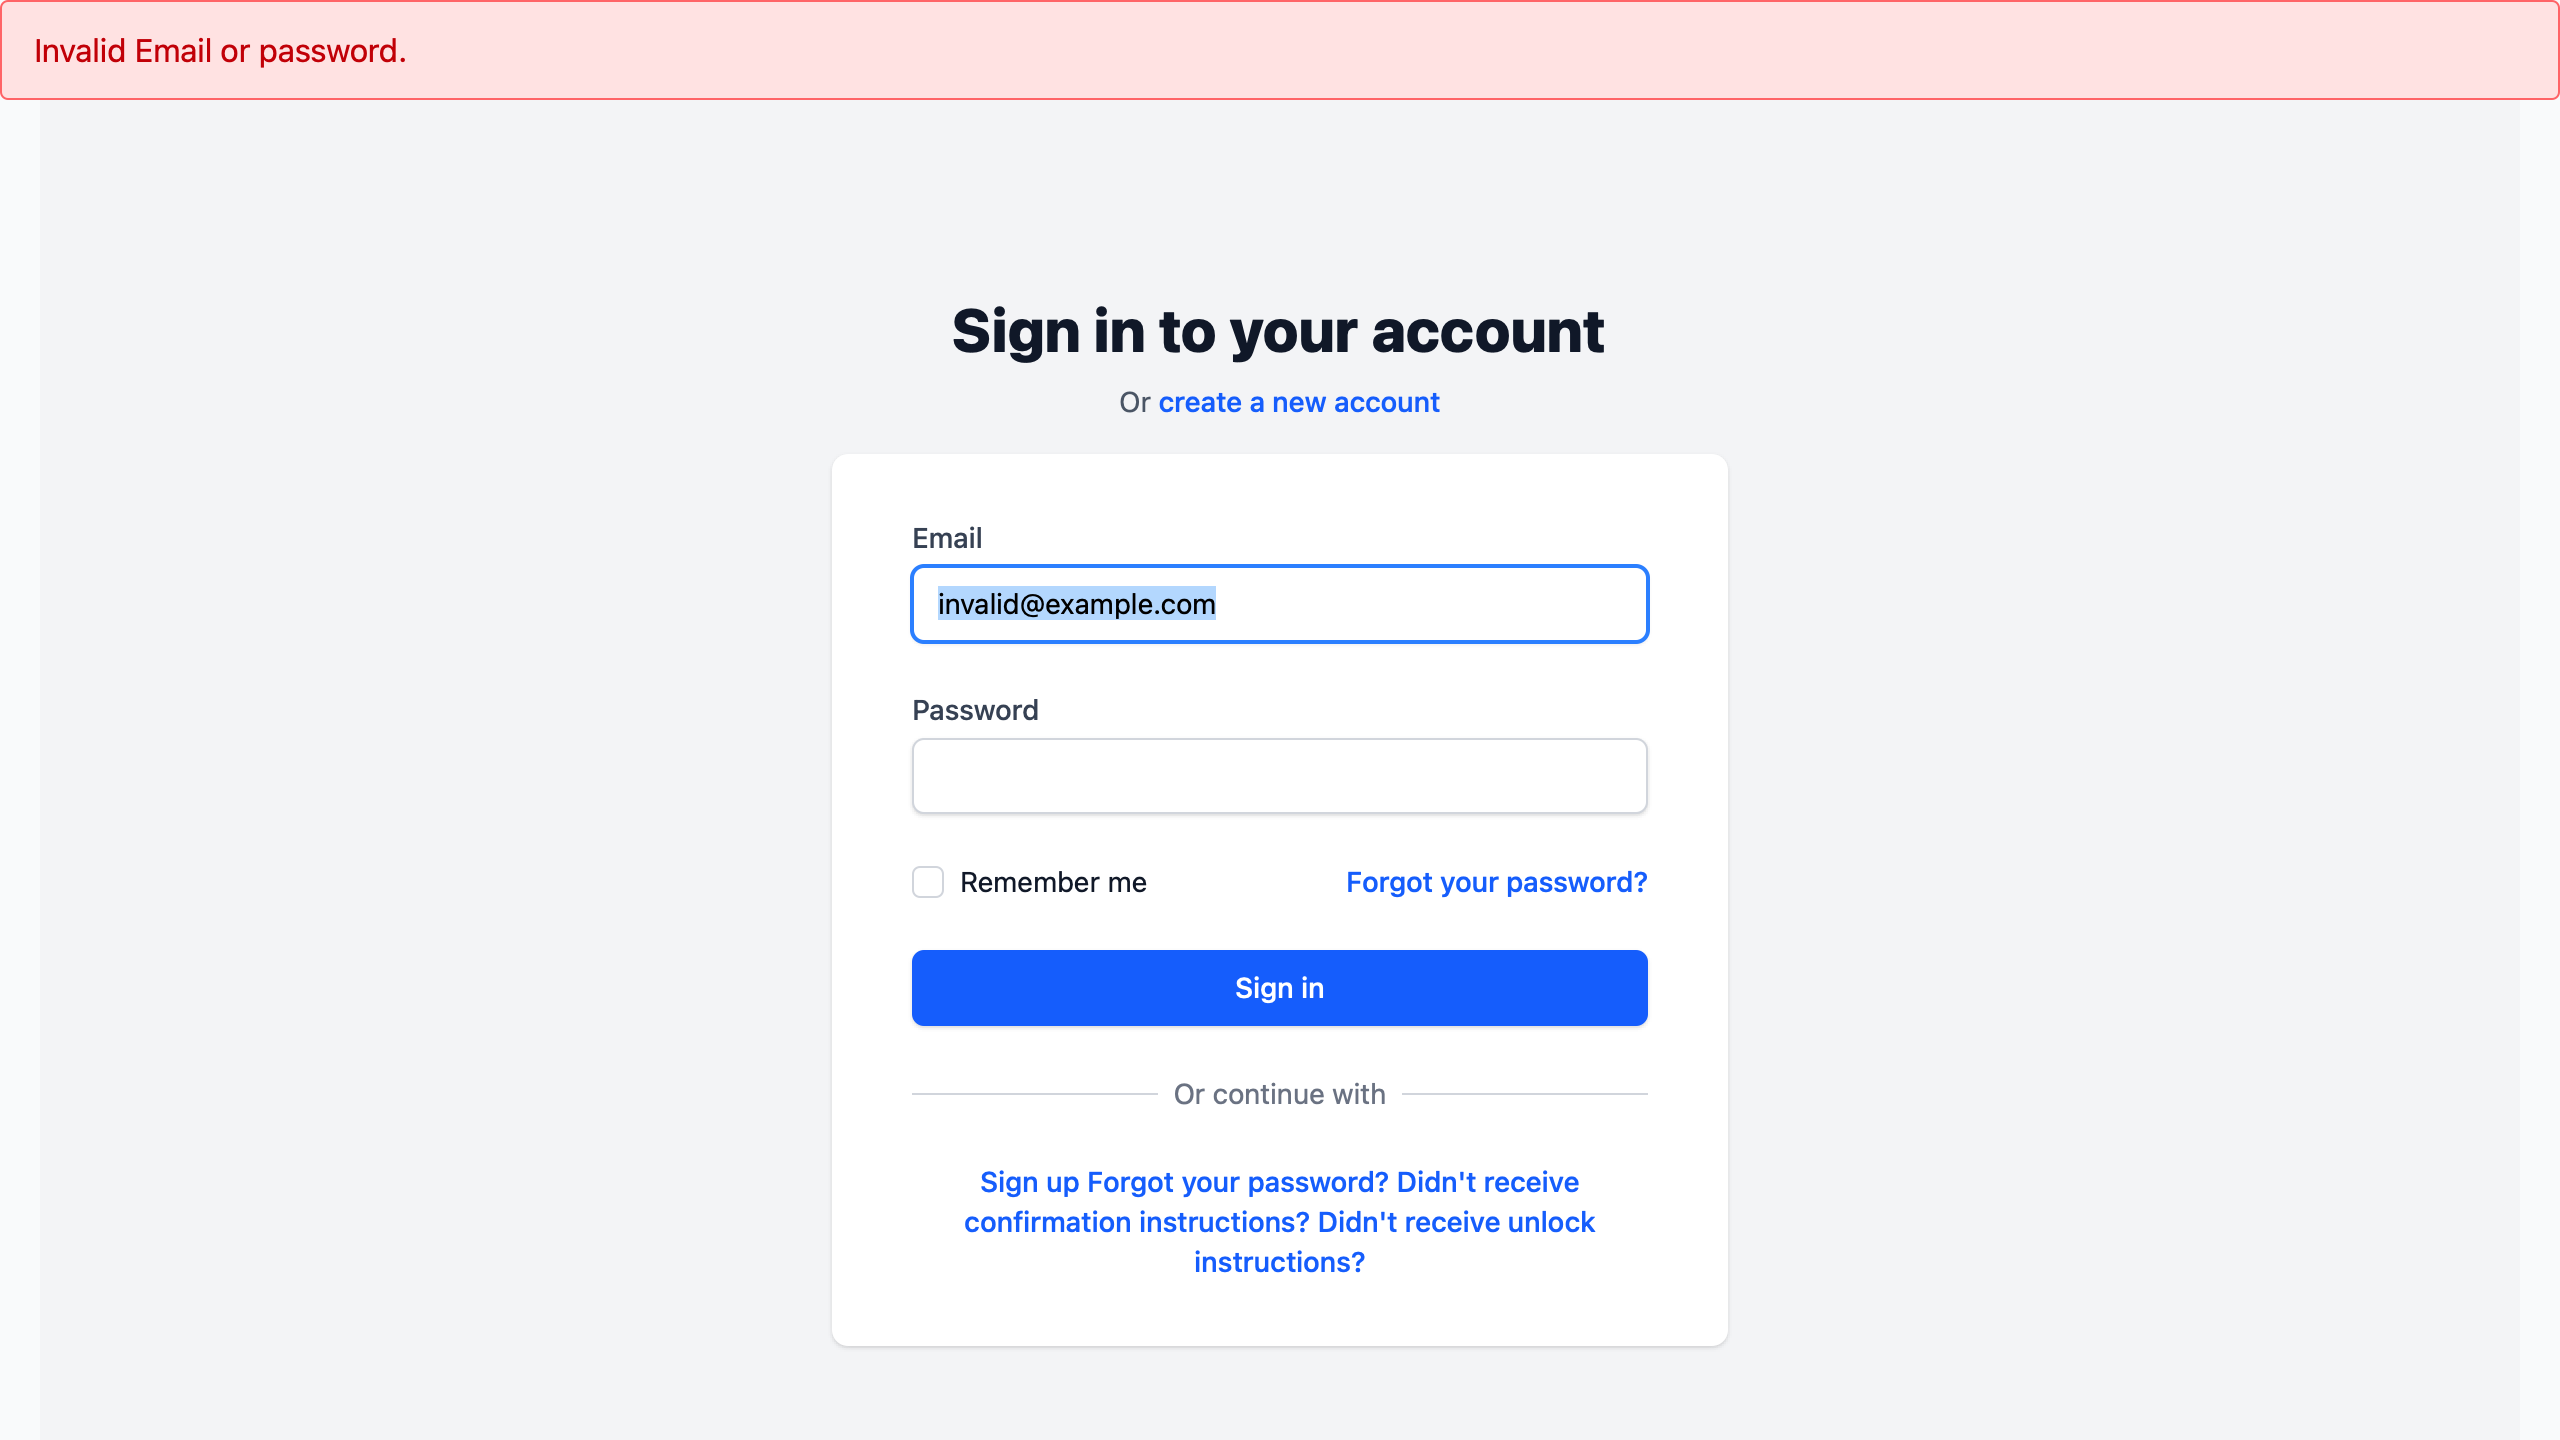 Invalid Email or password.
Sign in to your account
Or create a new account
Email
invalid@example.com
Password
Remember me
Forgot your password?
Sign in
Or continue with
Sign up Forgot your password? Didn't receive
confirmation instructions? Didn't receive unlock
instructions?